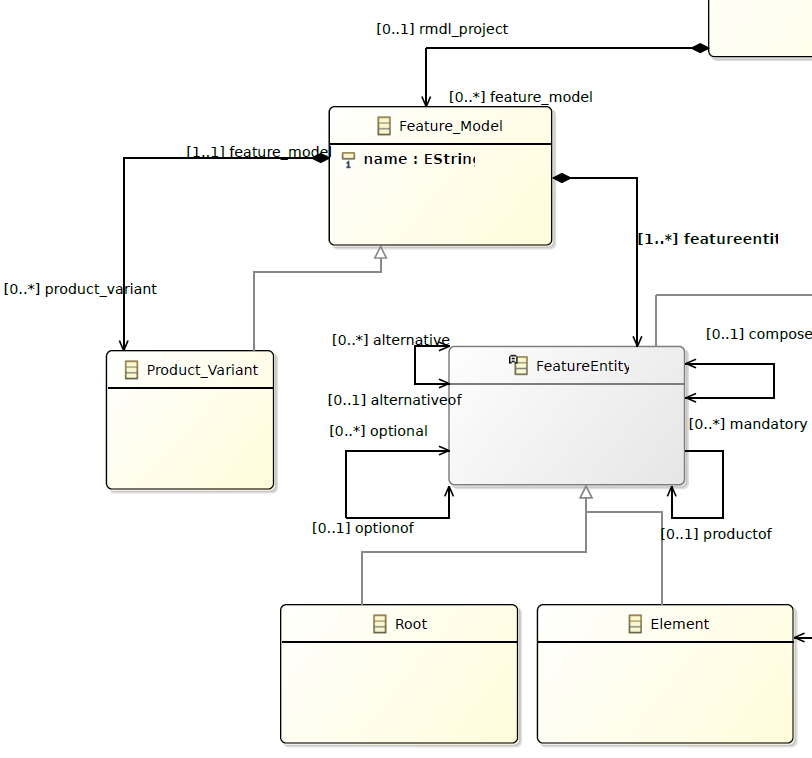 [0..1] rmdl_project
[0..*] feature_model
Feature_Model
[1..1] feature_model
name : EString
[1..*] featureentit
[0..*] product_variant
[0..1] compose
[0..*] alternative
Product_Variant
FeatureEntity
[0..1] alternativeof
[0..*] mandatory
[0..*] optional
[0..1] optionof
[0..1] productof
Root
Element